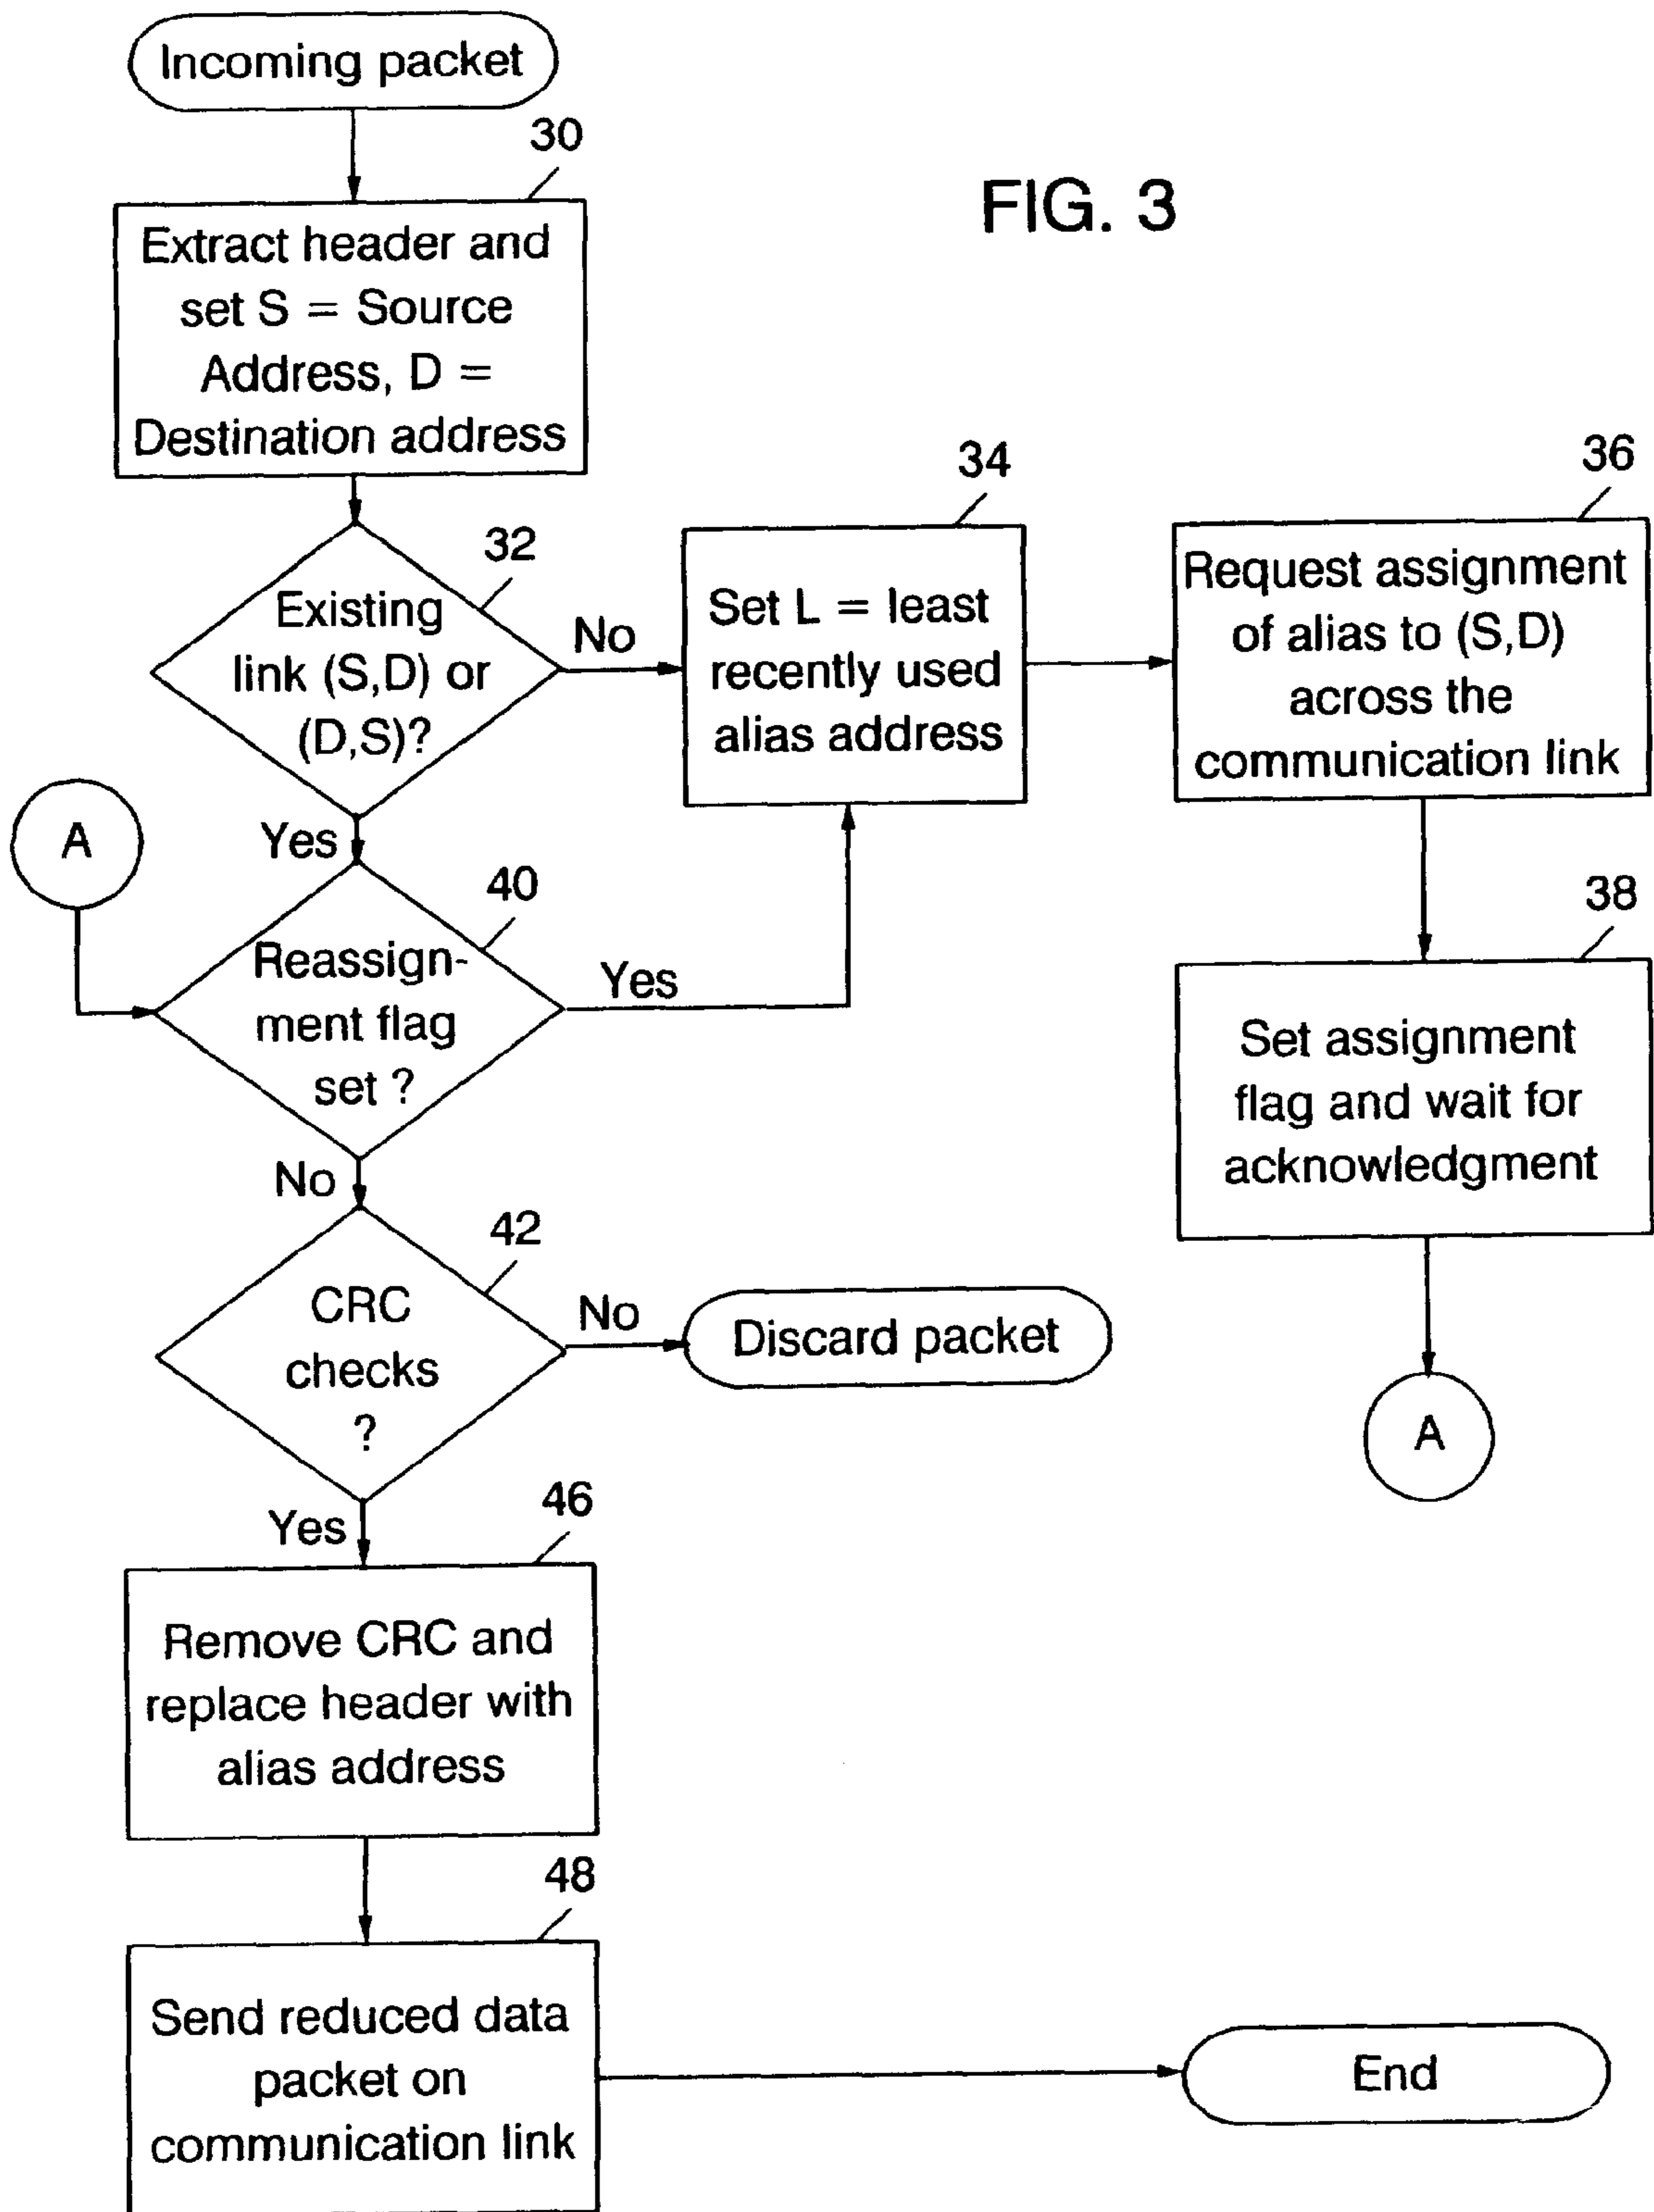 Incoming packet
30
FIG. 3
Extract header and
set S = Source
Address, D =
Destination address
32
Existing
link (S,D) or
(D,S)?
No
34
Set L = least
recently used
alias address
36
Request assignment
of alias to (S,D)
across the
communication link
Yes
A
40
Reassign-
ment flag
set ?
Yes
38
Set assignment
flag and wait for
acknowledgment
A
No
42
CRC
checks
?
No
Discard packet
Yes
46
Remove CRC and
replace header with
alias address
48
Send reduced data
packet on
communication link
End